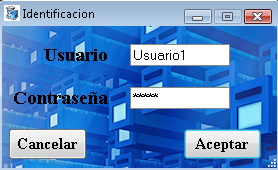 Identificacion
Usuario Usuario1
Contraseña *****
Cancelar Aceptar